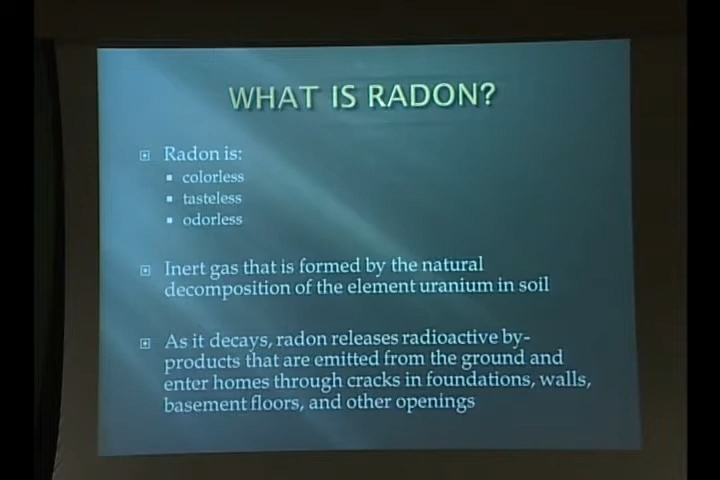 WHAT IS RADON?
Radon is:
colorless
tasteless
odorless
Inert gas that is formed by the natural
decomposition of the element uranium in soil
As it decays, radon releases radioactive by-
products that are emitted from the ground and
enter homes through cracks in foundations, walls,
basement floors, and other openings